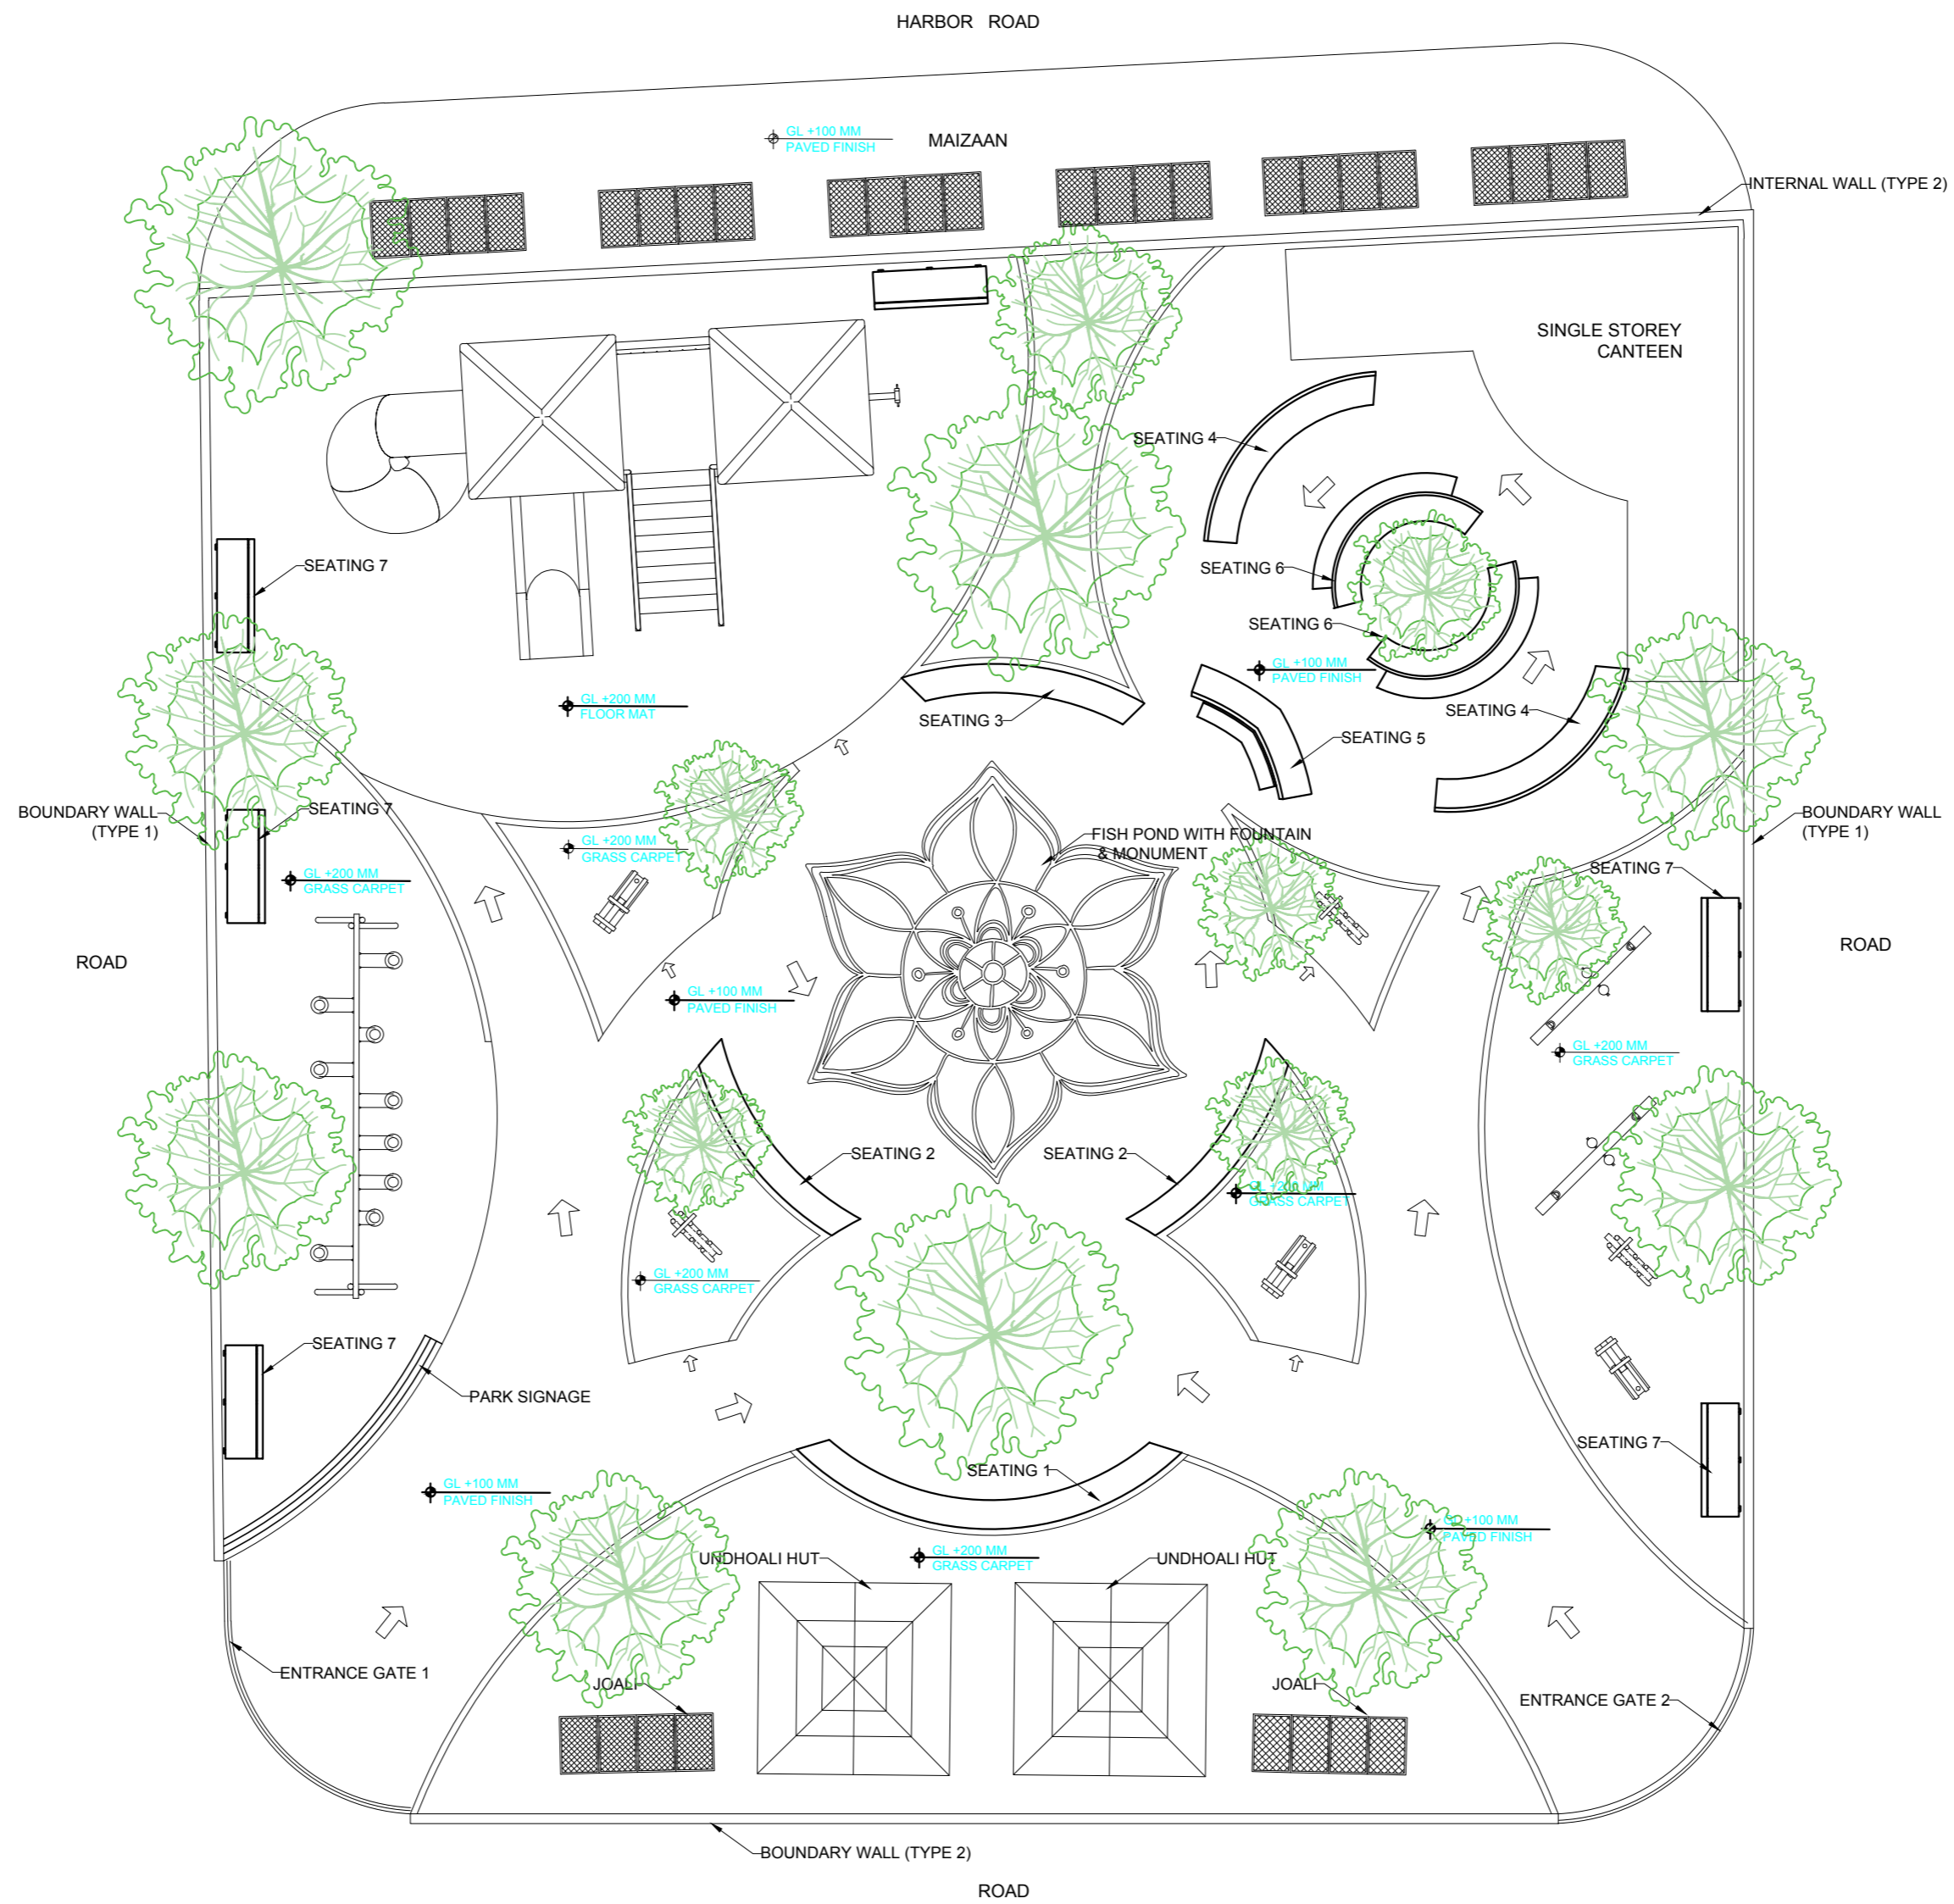 HARBOR ROAD
GL +100 MM
PAVED FINISH
MAIZAAN
INTERNAL WALL (TYPE 2)
SINGLE STOREY
CANTEEN
SEATING 4
SEATING 7
SEATING 6
SEATING 6
GL +100 MM
PAVED FINISH
GL +200 MM
FLOOR MAT
SEATING 3
SEATING 4
SEATING 5
BOUNDARY WALL
(TYPE 1)
SEATING 7
BOUNDARY WALL
(TYPE 1)
GL +200 MM
GRASS CARPET
FISH POND WITH FOUNTAIN
& MONUMENT
SEATING 7
GL +200 MM
GRASS CARPET
ROAD
ROAD
GL +100 MM
PAVED FINISH
GL +200 MM
GRASS CARPET
SEATING 2
SEATING 2
GL +200 MM
GRASS CARPET
GL +200 MM
GRASS CARPET
SEATING 7
PARK SIGNAGE
SEATING 7
SEATING 1
GL +100 MM
PAVED FINISH
GL +100 MM
PAVED FINISH
GL +200 MM
GRASS CARPET
UNDHOALI HUT
UNDHOALI HUT
ENTRANCE GATE 1
JOALI
JOALI
ENTRANCE GATE 2
BOUNDARY WALL (TYPE 2)
ROAD